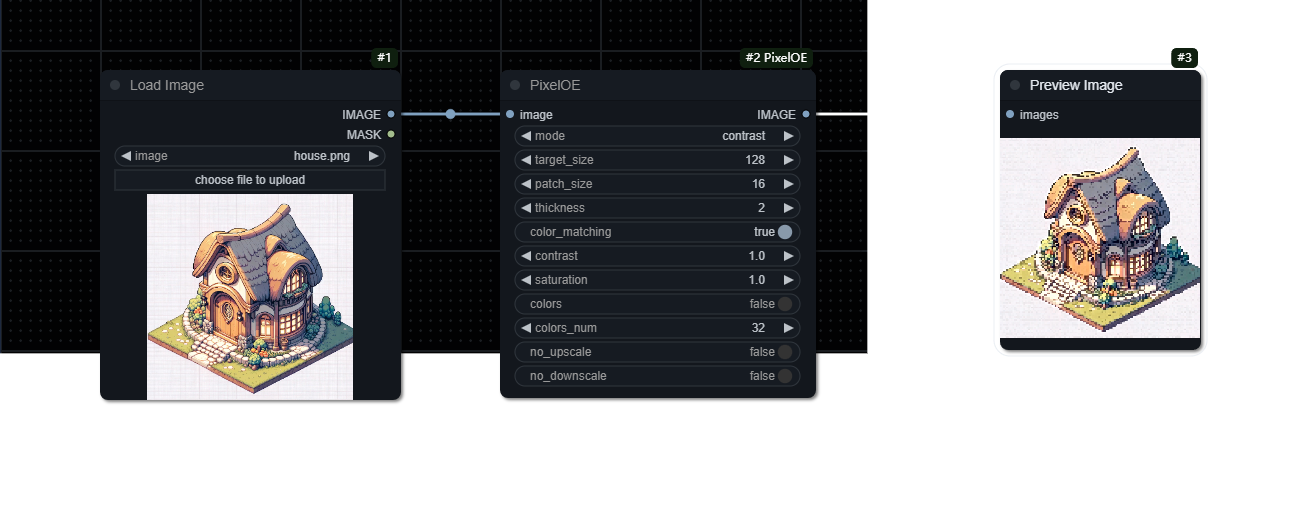 #1
Load Image
IMAGE
MASK
image house.png
choose file to upload
#2 PixelOE
PixelOE
image IMAGE
mode contrast
target_size 128
patch_size 16
thickness 2
color_matching true
contrast 1.0
saturation 1.0
colors false
colors_num 32
no_upscale false
no_downscale false
#3
Preview Image
images